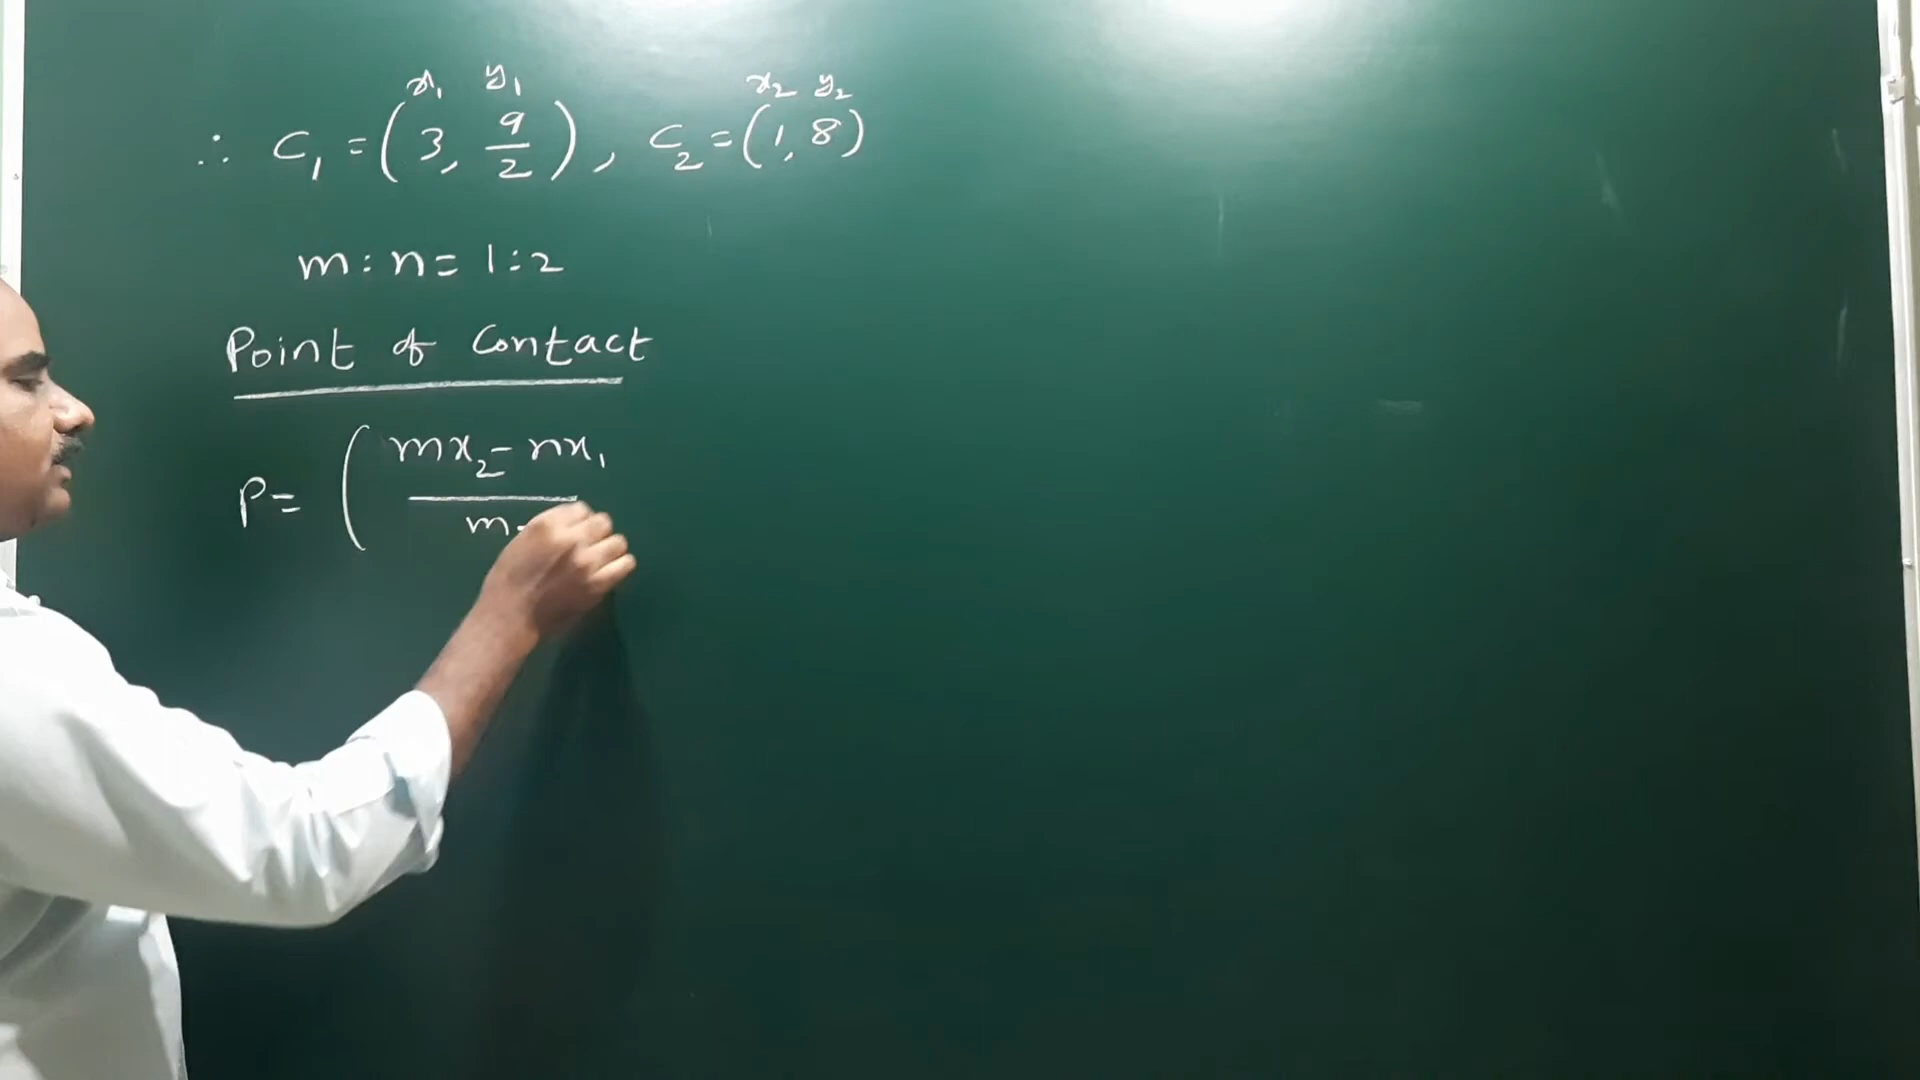 x₁ y₁ x₂ y₂
∴ C₁ = (3, 9/2), C₂ = (1, 8)
m : n = 1 : 2
Point of Contact
P = ( mx₂ - nx₁
m -